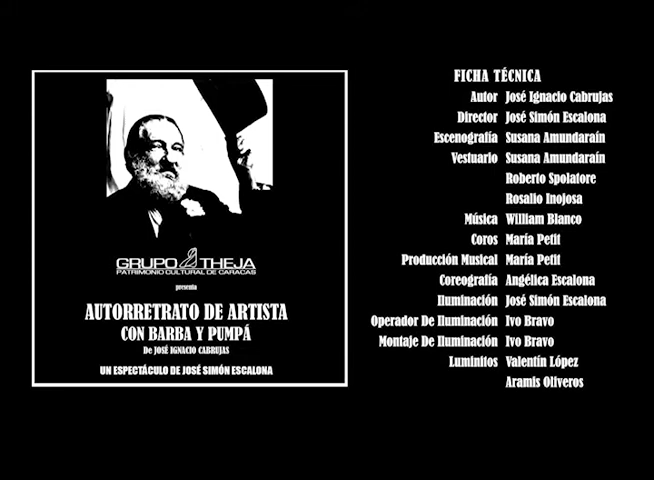 GRUPO THEJA
PATRIMONIO CULTURAL DE CARACAS
presenta
AUTORRETRATO DE ARTISTA
CON BARBA Y PUMPÁ
De JOSÉ IGNACIO CABRUJAS
UN ESPECTÁCULO DE JOSÉ SIMÓN ESCALONA
FICHA TÉCNICA
Autor José Ignacio Cabrujas
Director José Simón Escalona
Escenografía Susana Amundaraín
Vestuario Susana Amundaraín
Roberto Spolatore
Rosalio Inojosa
Música William Blanco
Coros María Petit
Producción Musical María Petit
Coreografía Angélica Escalona
Iluminación José Simón Escalona
Operador De Iluminación Ivo Bravo
Montaje De Iluminación Ivo Bravo
Luminitos Valentín López
Aramis Oliveros